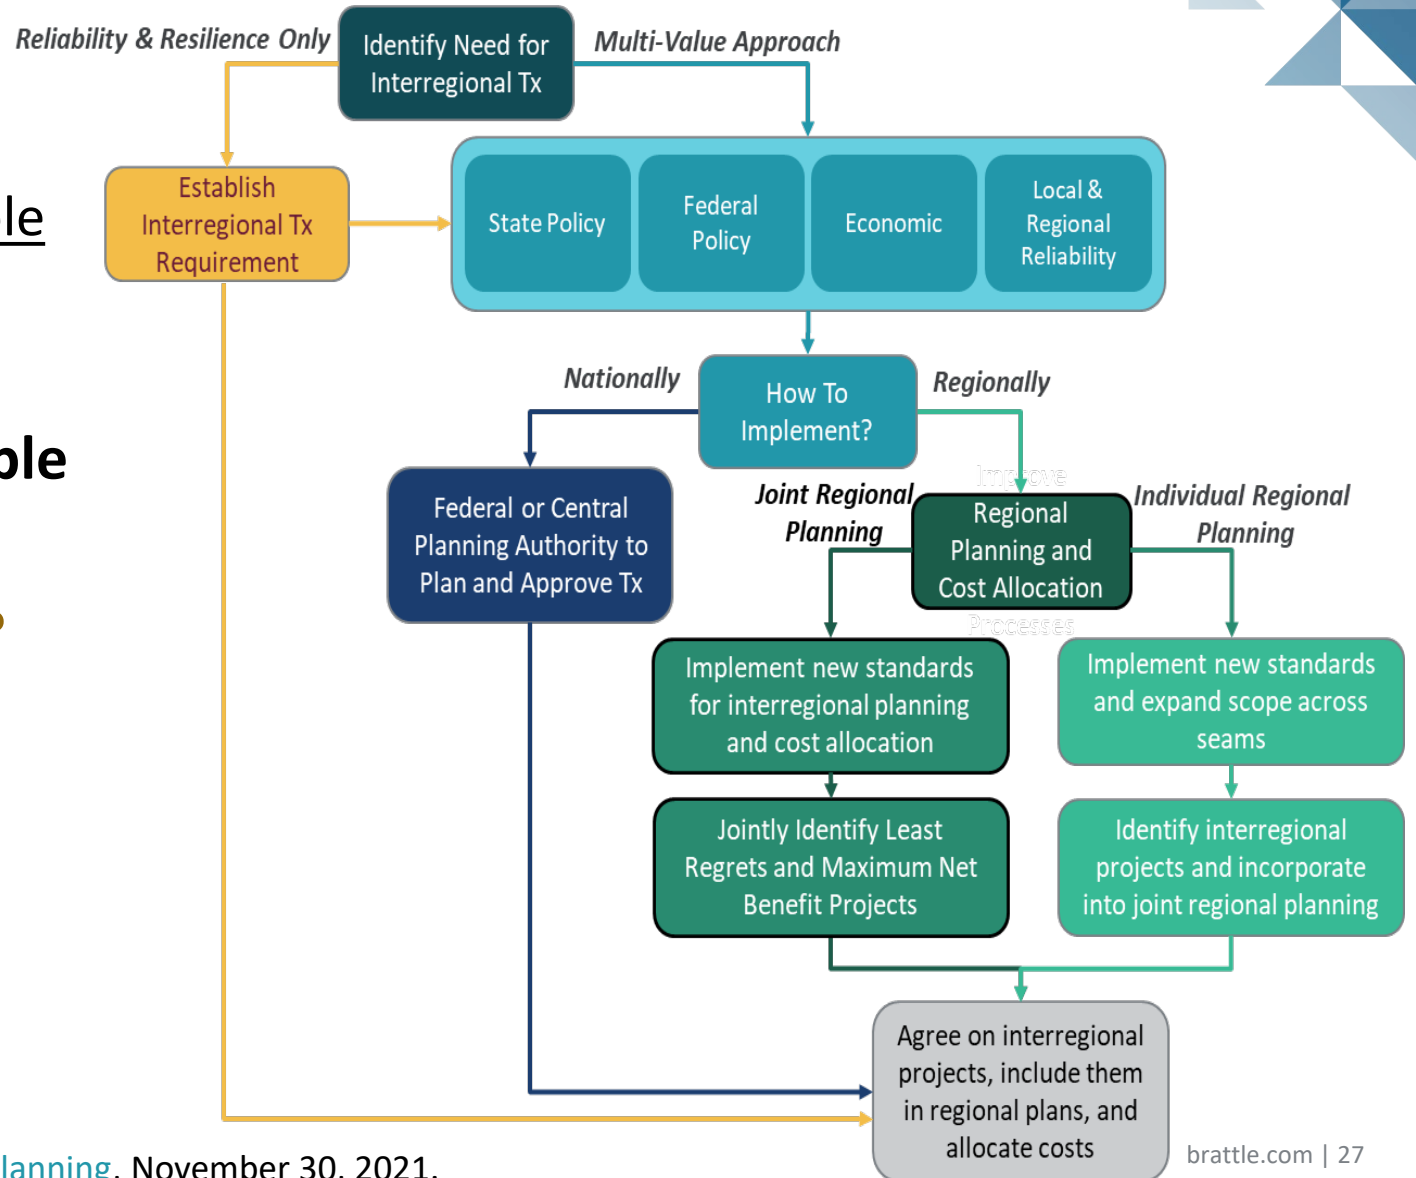 Reliability & Resilience Only
Identify Need for
Interregional Tx
Multi-Value Approach
Establish
Interregional Tx
Requirement
State Policy
Federal
Policy
Economic
Local &
Regional
Reliability
Nationally
How To
Implement?
Regionally
Federal or Central
Planning Authority to
Plan and Approve Tx
Joint Regional
Planning
Improve
Regional
Planning and
Cost Allocation
Processes
Individual Regional
Planning
Implement new standards
for interregional planning
and cost allocation
Implement new standards
and expand scope across
seams
Jointly Identify Least
Regrets and Maximum Net
Benefit Projects
Identify interregional
projects and incorporate
into joint regional planning
Agree on interregional
projects, include them
in regional plans, and
allocate costs
lanning, November 30, 2021.
brattle.com | 27